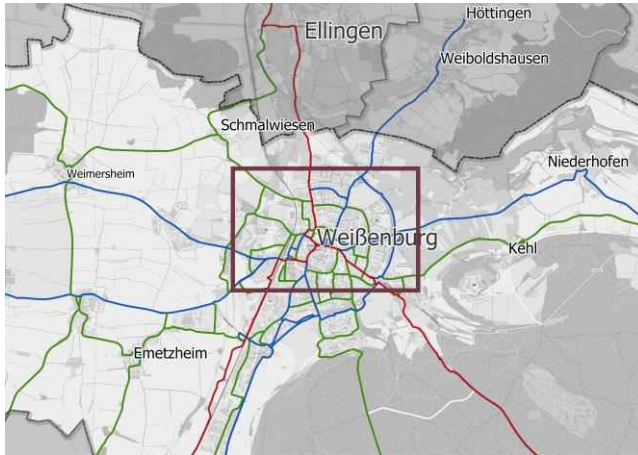 Höttingen
Ellingen
Weiboldshausen
Schmalwiesen
Niederhofen
Weimersheim
Weißenburg
Kehl
Emetzheim